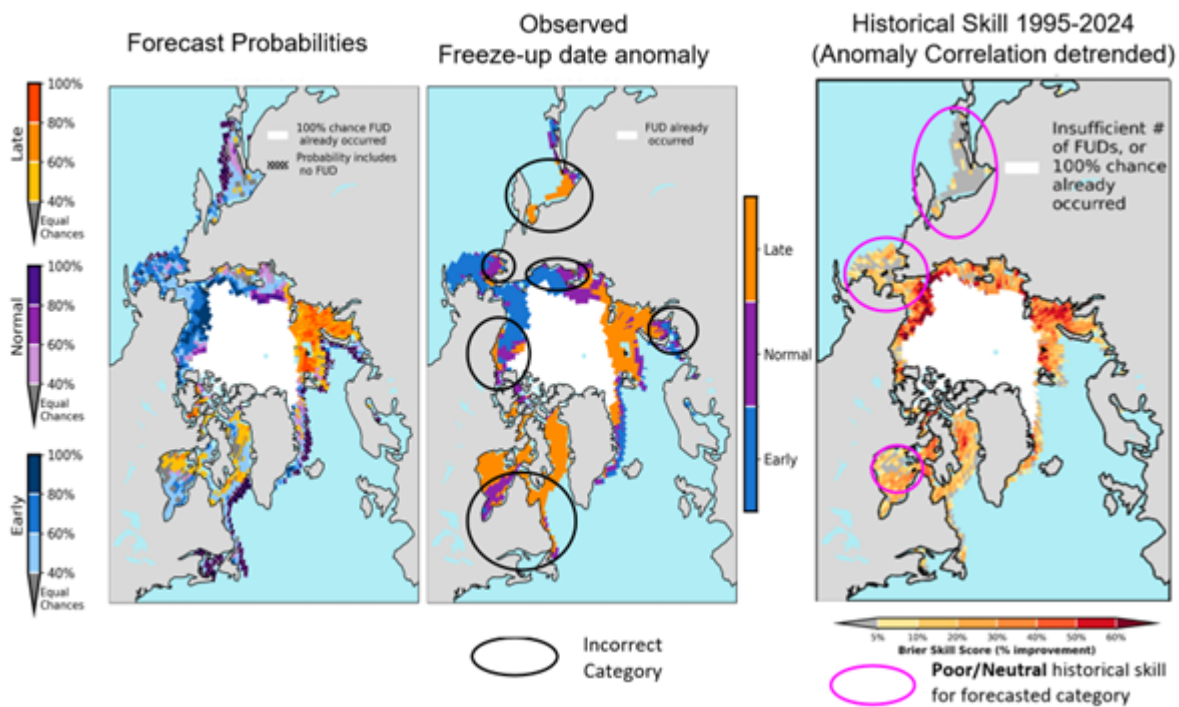 Forecast Probabilities
Observed
Freeze-up date anomaly
Historical Skill 1995-2024
(Anomaly Correlation detrended)
Late
100%
80%
60%
40%
Equal
Chances
Normal
100%
80%
60%
40%
Equal
Chances
Early
100%
80%
60%
40%
Equal
Chances
100% chance FUD
already occurred
Probability includes
no FUD
FUD already
occurred
Late
Normal
Early
Insufficient #
of FUDs, or
100% chance
already
occurred
5% 10% 20% 30% 40% 50% 60%
Brier Skill Score (% improvement)
Incorrect
Category
Poor/Neutral historical skill
for forecasted category